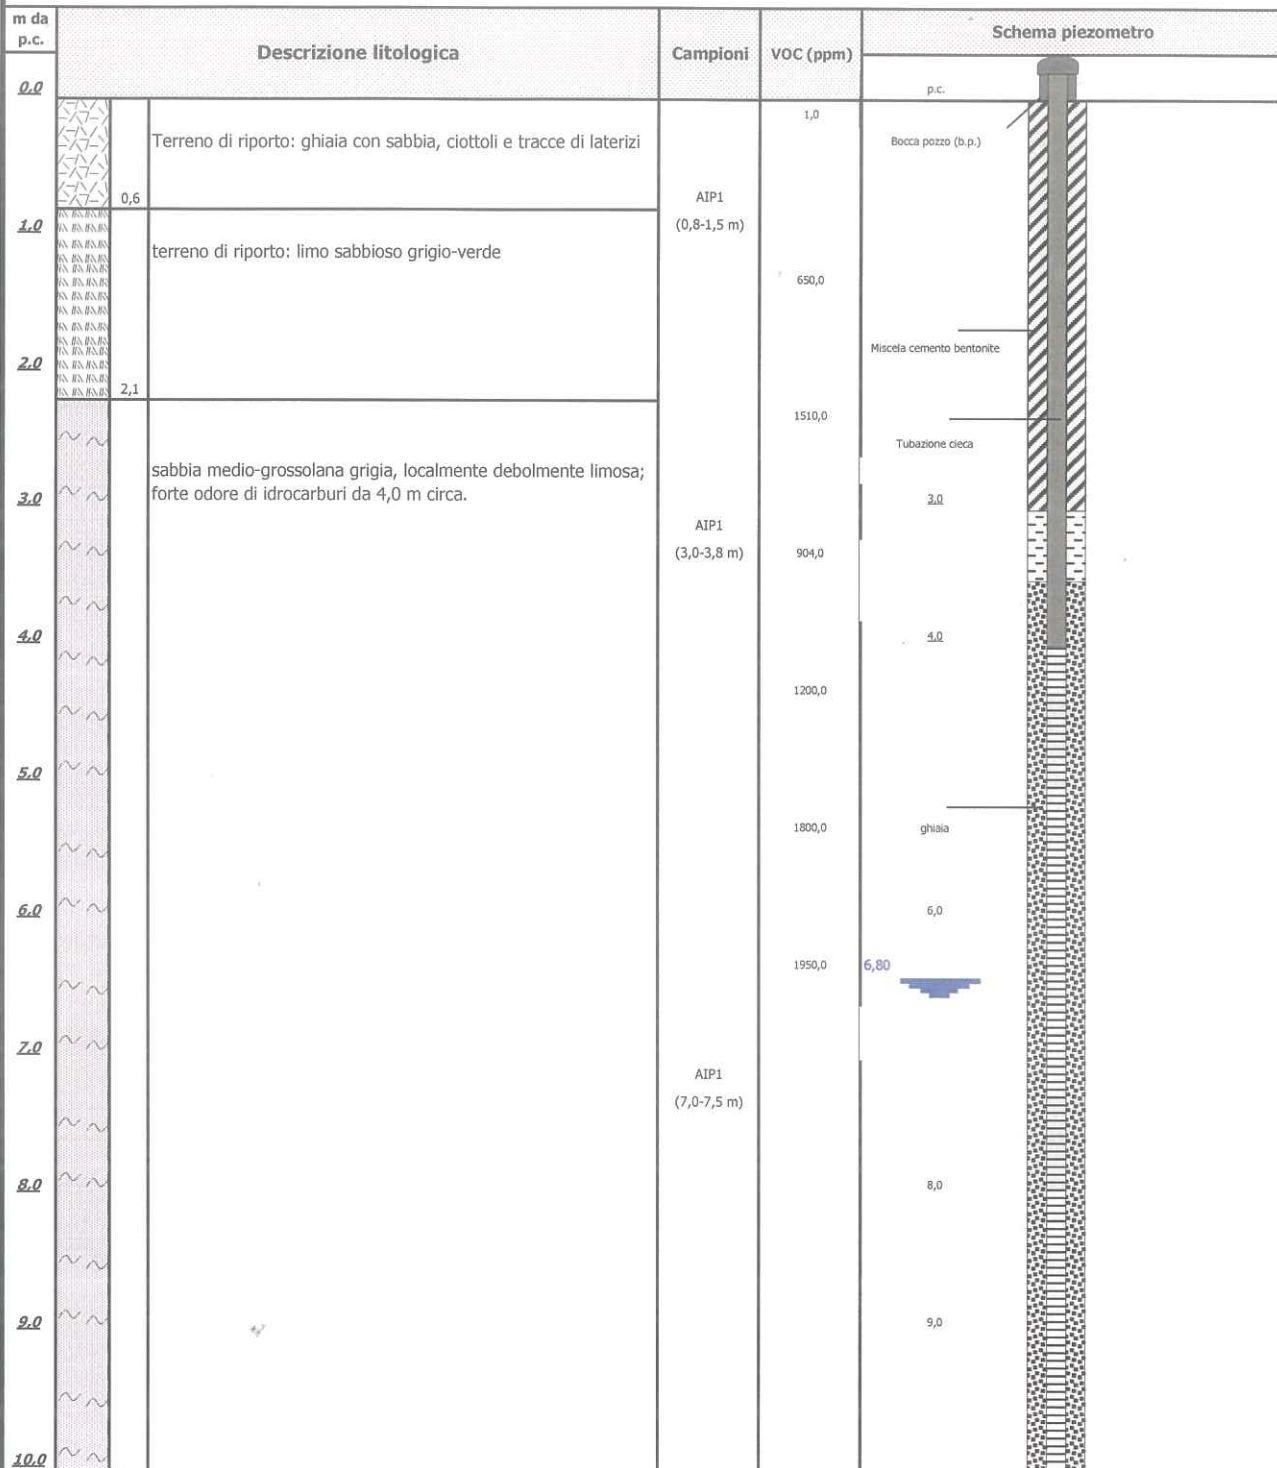 m da
p.c.
Descrizione litologica
Campioni
VOC (ppm)
Schema piezometro
0,0
p.c.
1,0
Terreno di riporto: ghiaia con sabbia, ciottoli e tracce di laterizi
Bocca pozzo (b.p.)
0,6
AIP1
(0,8-1,5 m)
1,0
terreno di riporto: limo sabbioso grigio-verde
650,0
Miscela cemento bentonite
2,0
2,1
1510,0
Tubazione cieca
sabbia medio-grossolana grigia, localmente debolmente limosa;
forte odore di idrocarburi da 4,0 m circa.
3,0
3,0
AIP1
(3,0-3,8 m)
904,0
4,0
4,0
1200,0
5,0
1800,0
ghiaia
6,0
6,0
1950,0
6,80
7,0
AIP1
(7,0-7,5 m)
8,0
8,0
9,0
9,0
10,0